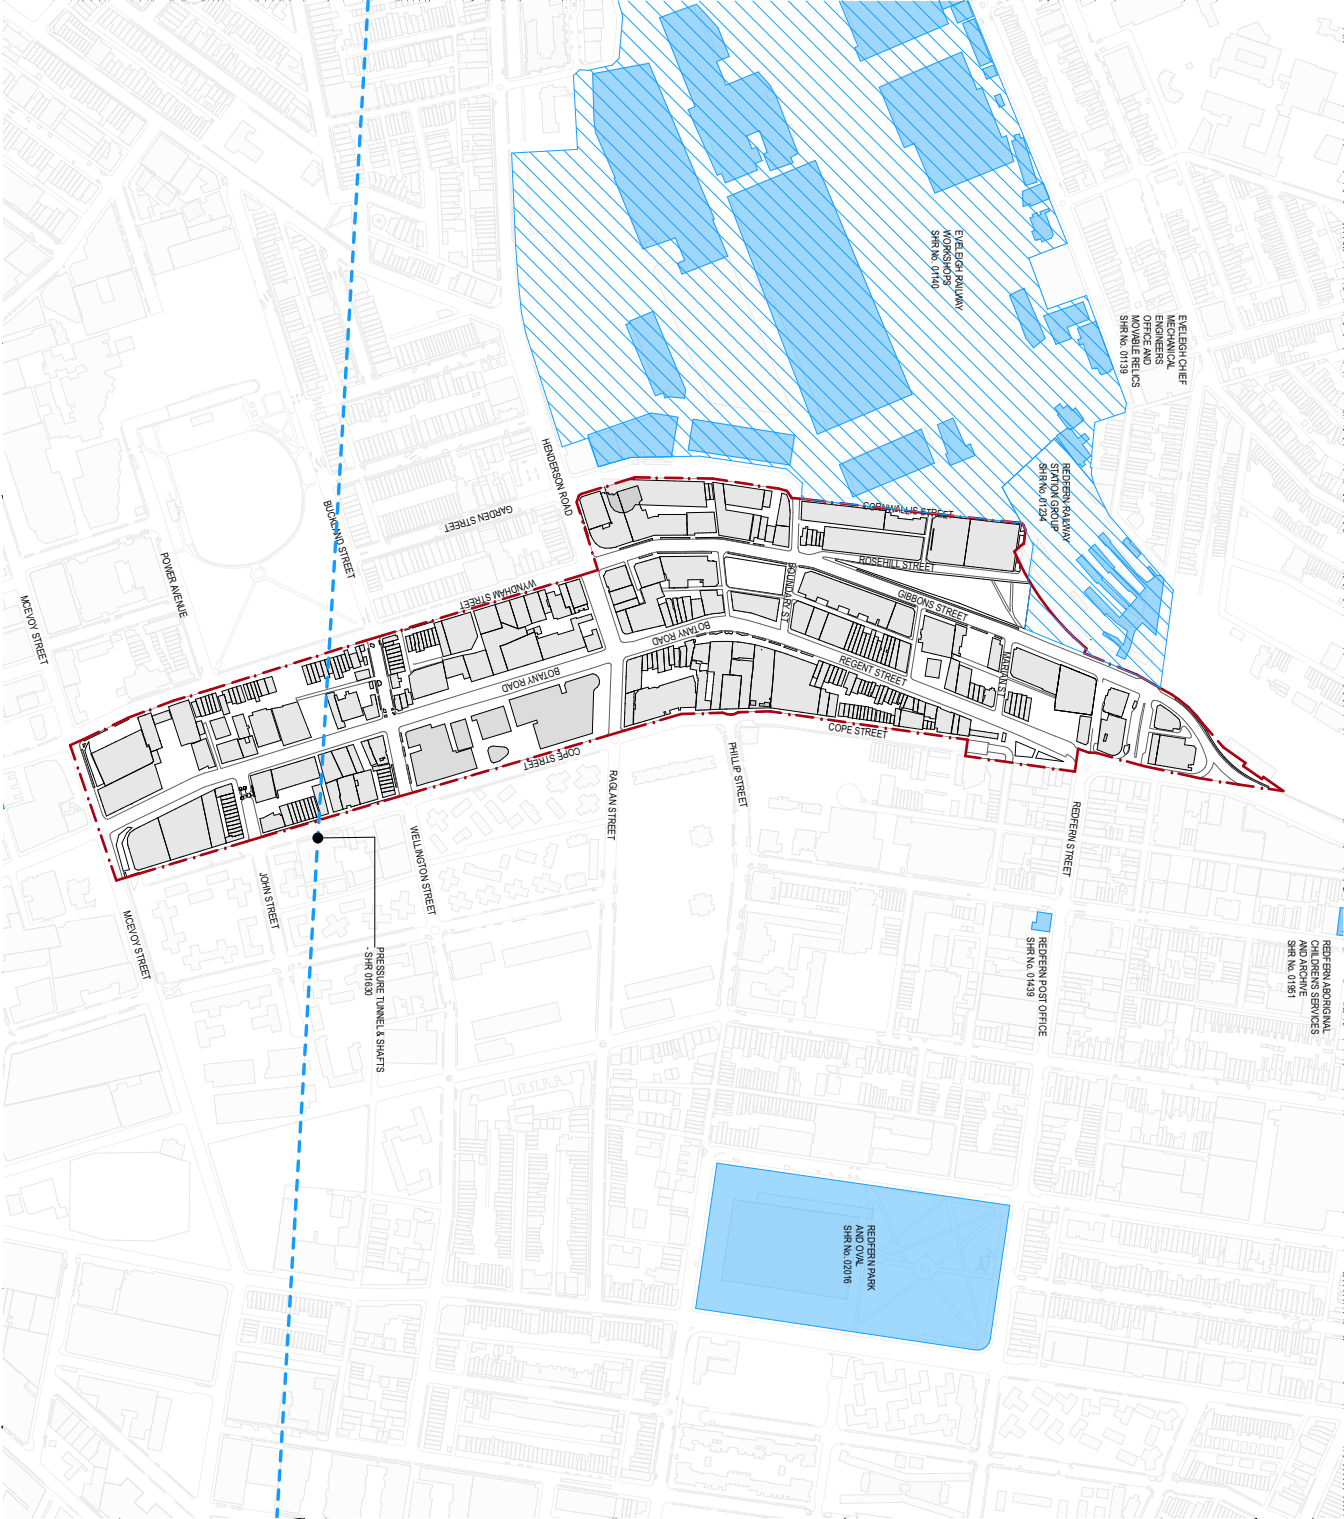 EVELEIGH RAILWAY
WORKSHOPS
SHR No. 01140
EVELEIGH CHIEF
MECHANICAL
ENGINEERS
OFFICE AND
MOVABLE RELICS
SHR No. 01139
REDFERN RAILWAY
STATION GROUP
SHR No. 01234
HENDERSON ROAD
GARDEN STREET
BUCKLAND STREET
POWER AVENUE
MCEVOY STREET
WYNDHAM STREET
CORNWALLIS STREET
ROSEHILL STREET
GIBBONS STREET
BOUNDARY ST
MARIAN ST
BOTANY ROAD
REGENT STREET
BOTANY ROAD
COPE STREET
COPE STREET
PHILLIP STREET
RAGLAN STREET
REDFERN STREET
WELLINGTON STREET
JOHN STREET
MCEVOY STREET
PRESSURE TUNNEL & SHAFTS
- SHR 01630
REDFERN POST OFFICE
SHR No. 01439
REDFERN ABORIGINAL
CHILDREN'S SERVICES
AND ARCHIVE
SHR No. 01951
REDFERN PARK
AND OVAL
SHR No. 02016